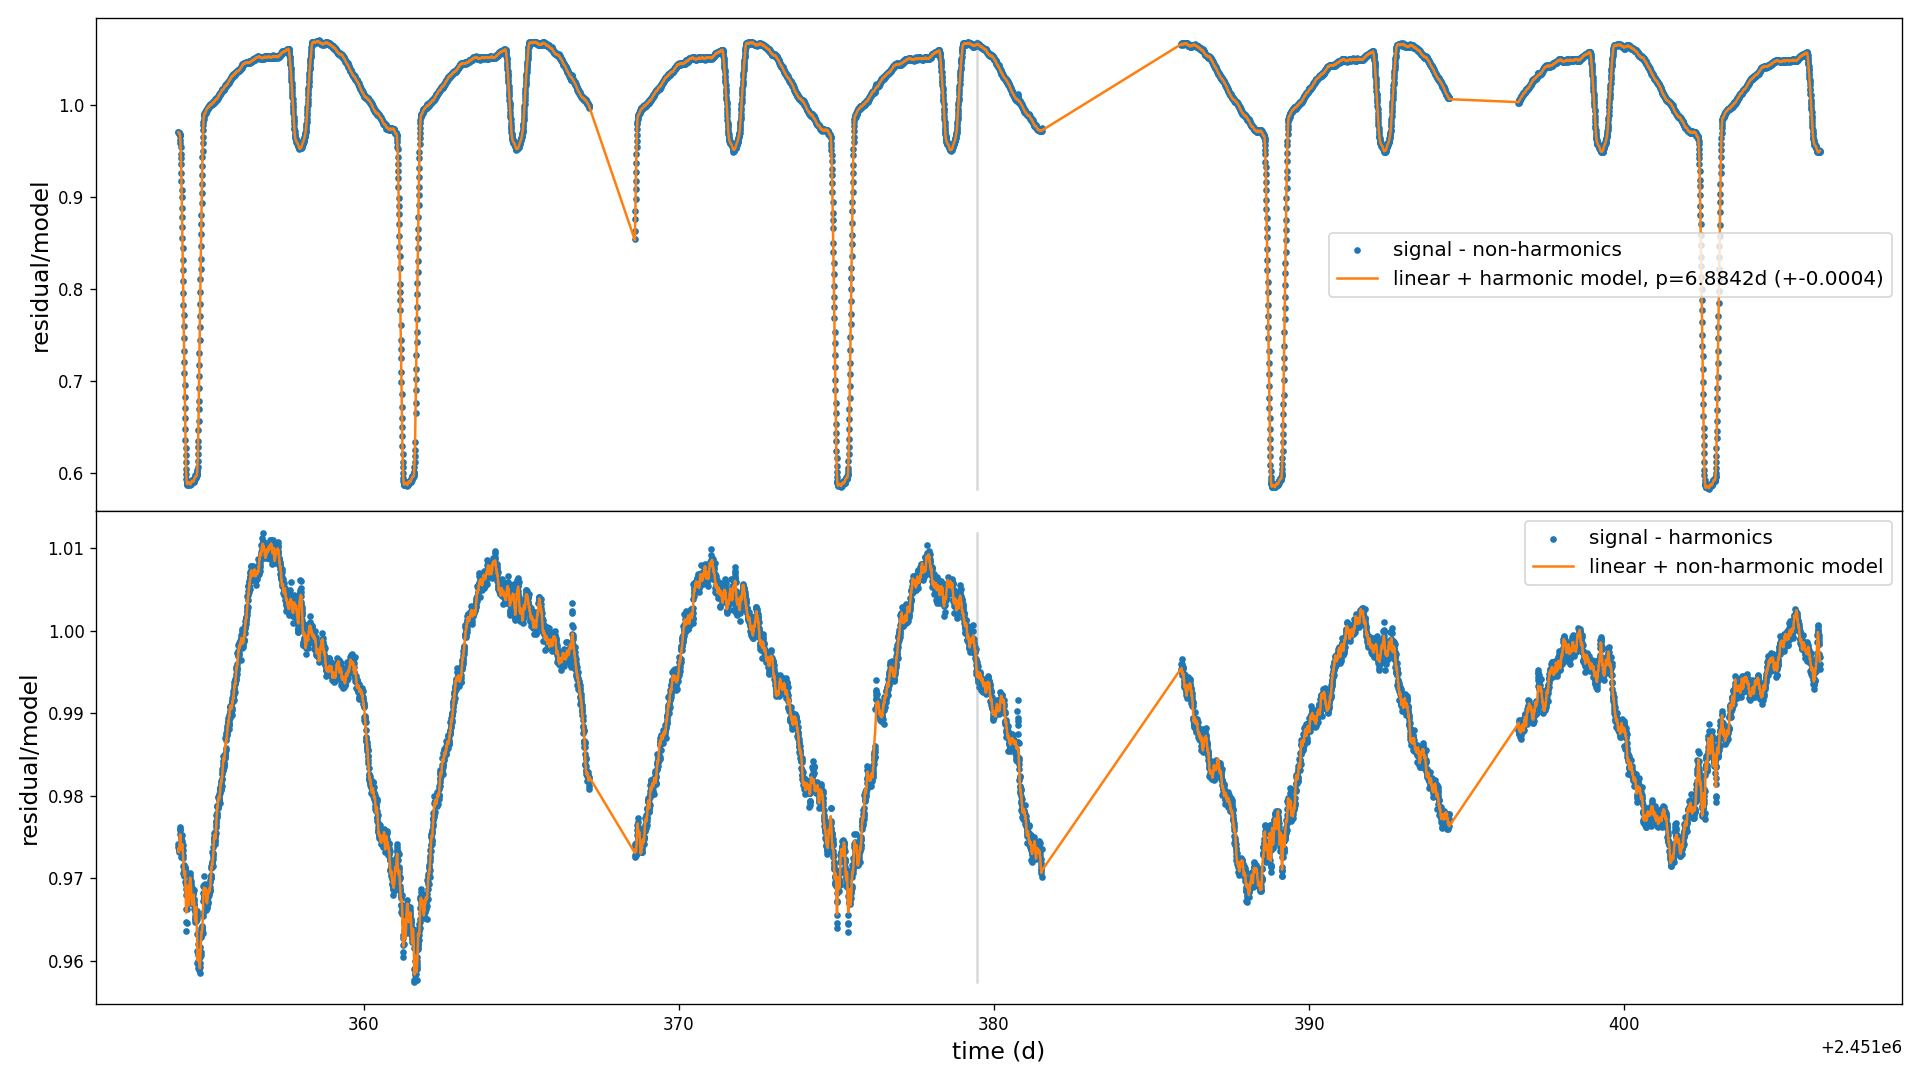 residual/model
1.0
0.9
0.8
0.7
0.6
signal - non-harmonics
linear + harmonic model, p=6.8842d (+-0.0004)
residual/model
1.01
1.00
0.99
0.98
0.97
0.96
signal - harmonics
linear + non-harmonic model
360
370
380
390
400
time (d)
+2.451e6